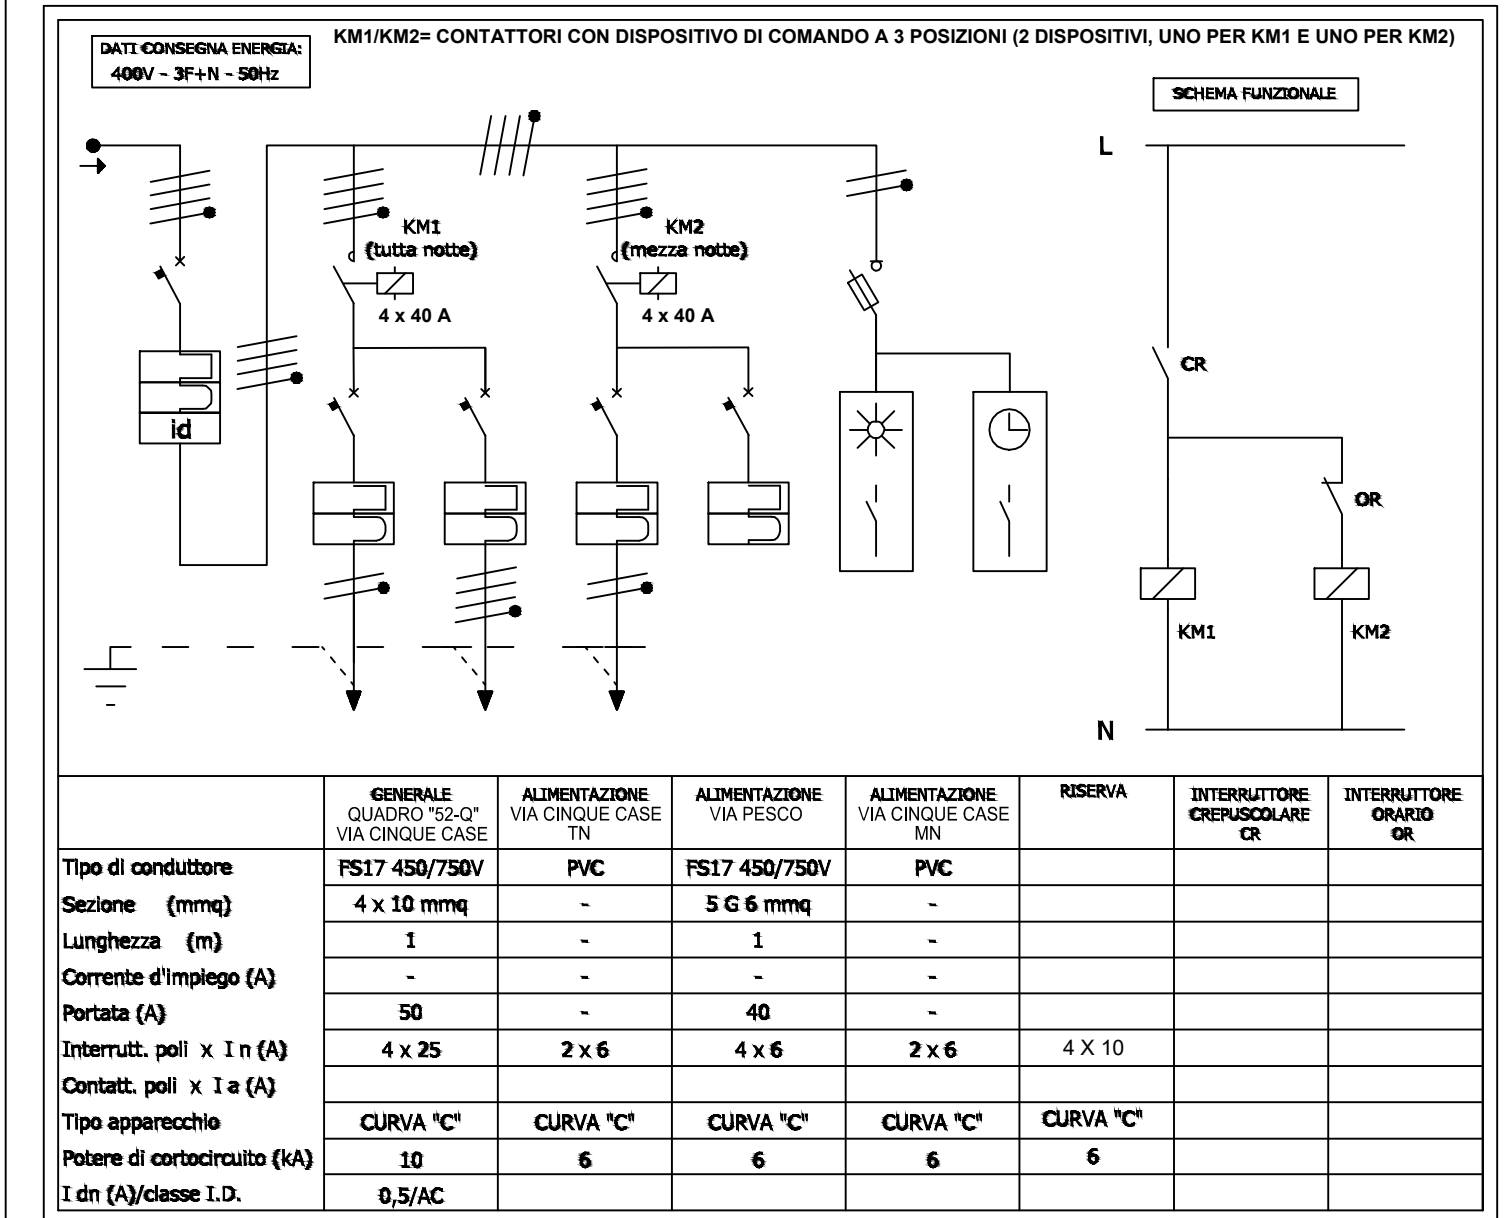 KM1/KM2= CONTATTORI CON DISPOSITIVO DI COMANDO A 3 POSIZIONI (2 DISPOSITIVI, UNO PER KM1 E UNO PER KM2)
DATI CONSEGNA ENERGIA:
400V - 3F+N - 50Hz
SCHEMA FUNZIONALE
L
KM1
(tutta notte)
4 x 40 A
KM2
(mezza notte)
4 x 40 A
id
CR
OR
KM1
KM2
N
GENERALE
QUADRO "52-Q"
VIA CINQUE CASE
ALIMENTAZIONE
VIA CINQUE CASE
TN
ALIMENTAZIONE
VIA PESCO
ALIMENTAZIONE
VIA CINQUE CASE
MN
RISERVA
INTERRUTTORE
CREPUSCOLARE
CR
INTERRUTTORE
ORARIO
OR
Tipo di conduttore FS17 450/750V PVC FS17 450/750V PVC
Sezione (mmq) 4 x 10 mmq - 5 G 6 mmq -
Lunghezza (m) 1 - 1 -
Corrente d'impiego (A) - - - -
Portata (A) 50 - 40 -
Interrutt. poli x I n (A) 4 x 25 2 x 6 4 x 6 2 x 6 4 X 10
Contatt. poli x I a (A)
Tipo apparecchio CURVA "C" CURVA "C" CURVA "C" CURVA "C" CURVA "C"
Potere di cortocircuito (kA) 10 6 6 6 6
I dn (A)/classe I.D. 0,5/AC